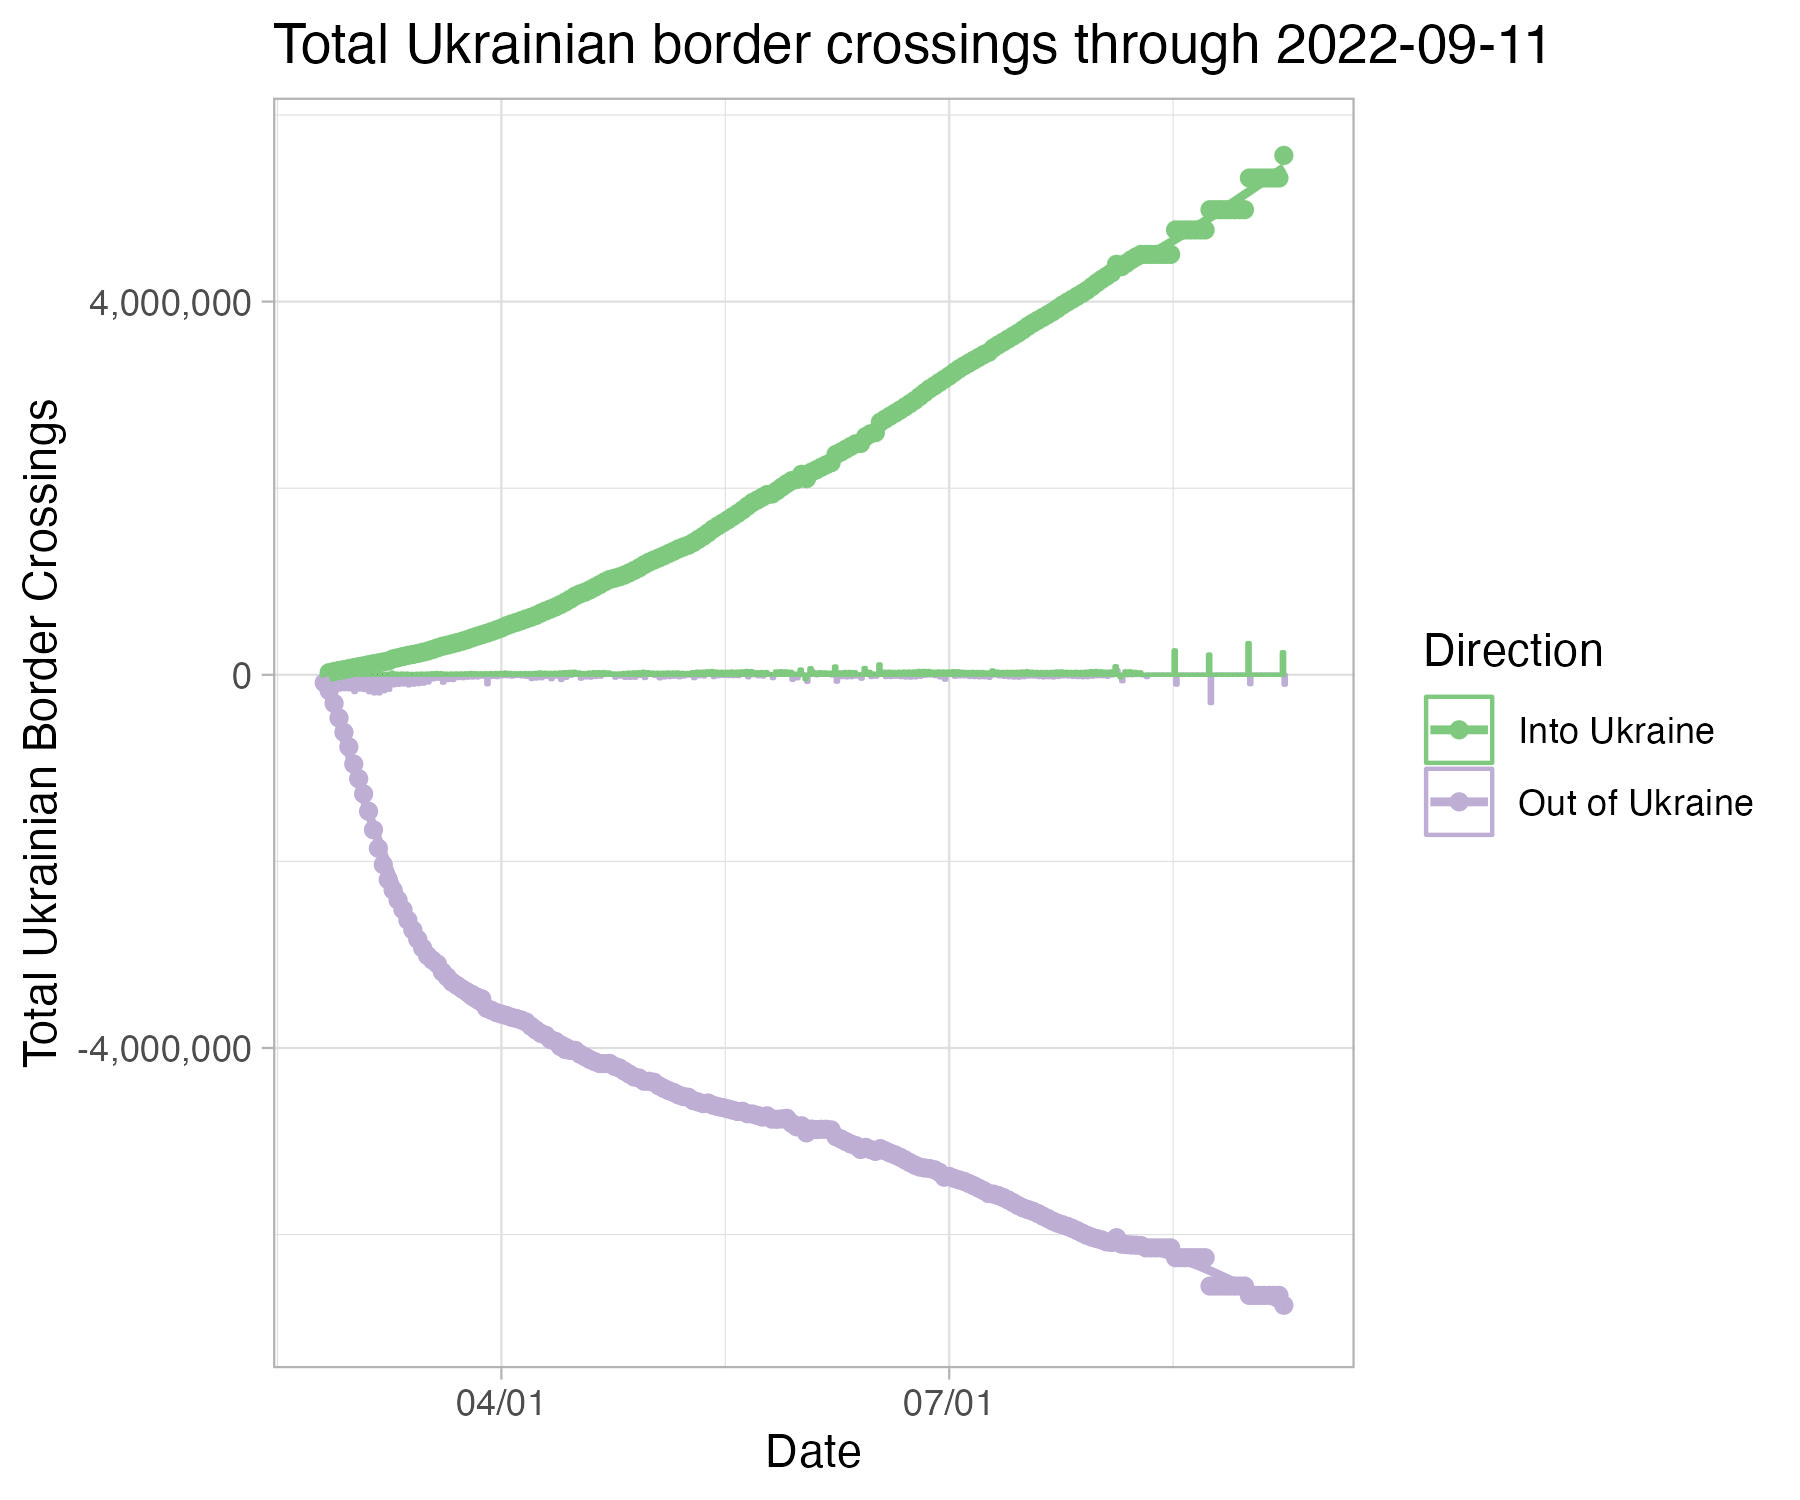 Total Ukrainian border crossings through 2022-09-11
Total Ukrainian Border Crossings
4,000,000
0
-4,000,000
04/01
07/01
Date
Direction
Into Ukraine
Out of Ukraine